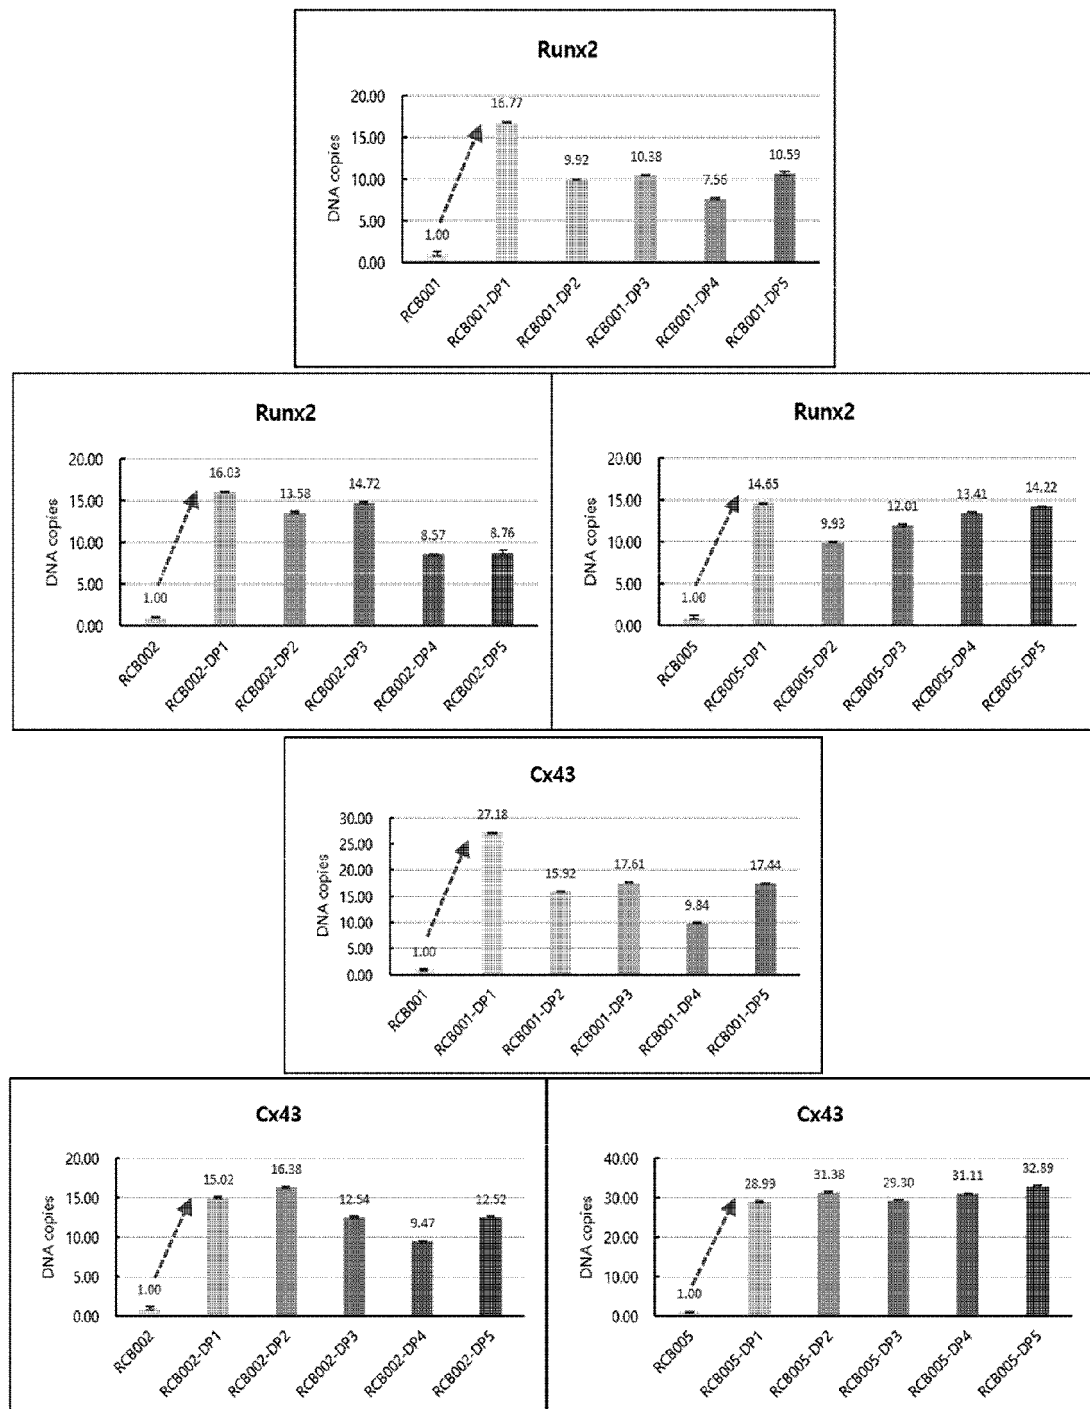 Runx2
DNA copies
20.00
15.00
10.00
5.00
0.00
1.00
16.77
9.92
10.38
7.56
10.59
RCB001
RCB001-DP1
RCB001-DP2
RCB001-DP3
RCB001-DP4
RCB001-DP5
Runx2
DNA copies
20.00
15.00
10.00
5.00
0.00
1.00
16.03
13.58
14.72
8.57
8.76
RCB002
RCB002-DP1
RCB002-DP2
RCB002-DP3
RCB002-DP4
RCB002-DP5
Runx2
DNA copies
20.00
15.00
10.00
5.00
0.00
1.00
14.65
9.93
12.01
13.41
14.22
RCB005
RCB005-DP1
RCB005-DP2
RCB005-DP3
RCB005-DP4
RCB005-DP5
Cx43
DNA copies
30.00
25.00
20.00
15.00
10.00
5.00
0.00
1.00
27.18
15.92
17.61
9.84
17.44
RCB001
RCB001-DP1
RCB001-DP2
RCB001-DP3
RCB001-DP4
RCB001-DP5
Cx43
DNA copies
20.00
15.00
10.00
5.00
0.00
1.00
15.02
16.38
12.54
9.47
12.52
RCB002
RCB002-DP1
RCB002-DP2
RCB002-DP3
RCB002-DP4
RCB002-DP5
Cx43
DNA copies
40.00
30.00
20.00
10.00
0.00
1.00
28.99
31.38
29.30
31.11
32.89
RCB005
RCB005-DP1
RCB005-DP2
RCB005-DP3
RCB005-DP4
RCB005-DP5